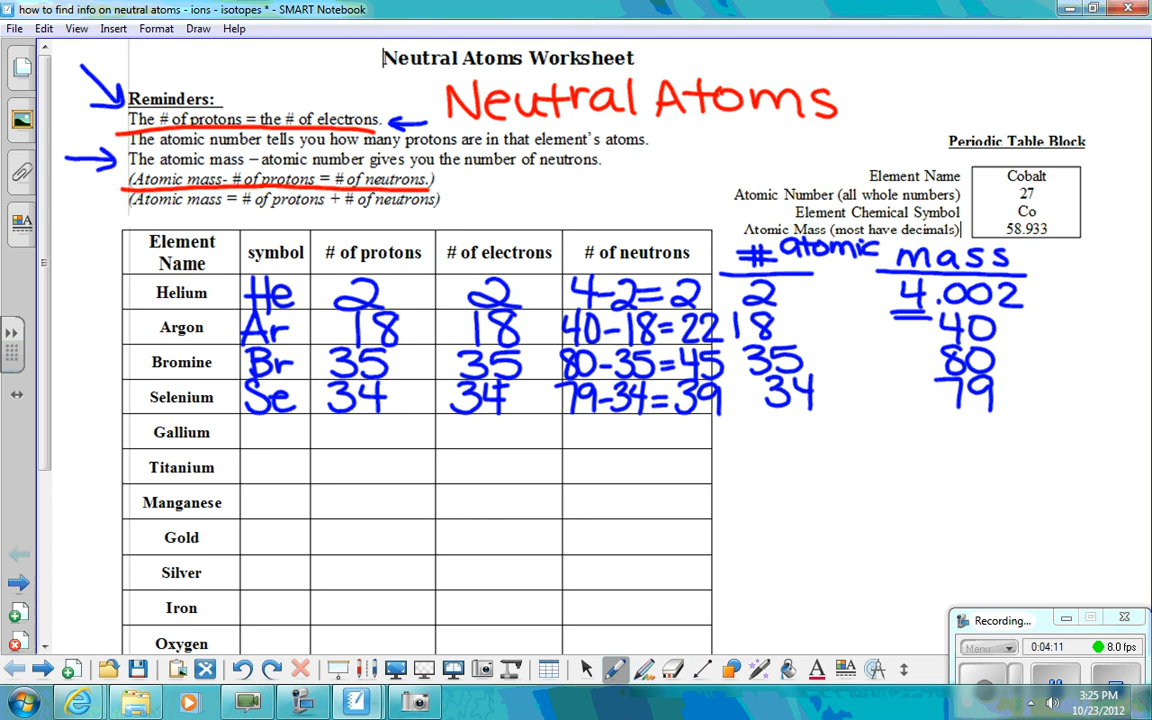 how to find info on neutral atoms - ions - isotopes * - SMART Notebook
File Edit View Insert Format Draw Help
Neutral Atoms Worksheet
Neutral Atoms
Reminders:
The # of protons = the # of electrons.
The atomic number tells you how many protons are in that element's atoms.
The atomic mass – atomic number gives you the number of neutrons.
(Atomic mass- # of protons = # of neutrons.)
(Atomic mass = # of protons + # of neutrons)
Periodic Table Block
Element Name Cobalt
Atomic Number (all whole numbers) 27
Element Chemical Symbol Co
Atomic Mass (most have decimals) 58.933
Element Name symbol # of protons # of electrons # of neutrons # atomic mass
Helium He 2 2 4-2=2 2 4.002
Argon Ar 18 18 40-18=22 18 40
Bromine Br 35 35 80-35=45 35 80
Selenium Se 34 34 79-34=39 34 79
Gallium
Titanium
Manganese
Gold
Silver
Iron
Oxygen
Recording...
Menu 0:04:11 8.0 fps
3:25 PM
10/23/2012